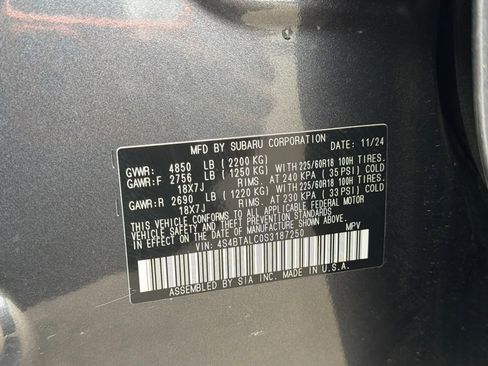 MFD BY SUBARU CORPORATION DATE: 11/24
GVWR: 4850 LB (2200 KG)
GAWR:F 2756 LB (1250 KG) WITH 225/60R18 100H TIRES.
18X7J RIMS. AT 240 KPA (35 PSI) COLD
GAWR:R 2690 LB (1220 KG) WITH 225/60R18 100H TIRES.
18X7J RIMS. AT 230 KPA (33 PSI) COLD
THIS VEHICLE CONFORMS TO ALL APPLICABLE FEDERAL MOTOR
VEHICLE SAFETY, BUMPER, AND THEFT PREVENTION STANDARDS
IN EFFECT ON THE DATE OF MANUFACTURE SHOWN ABOVE.
VIN: 4S4BTALC0S3187250 MPV
ASSEMBLED BY SIA INC. MADE IN U.S.A.